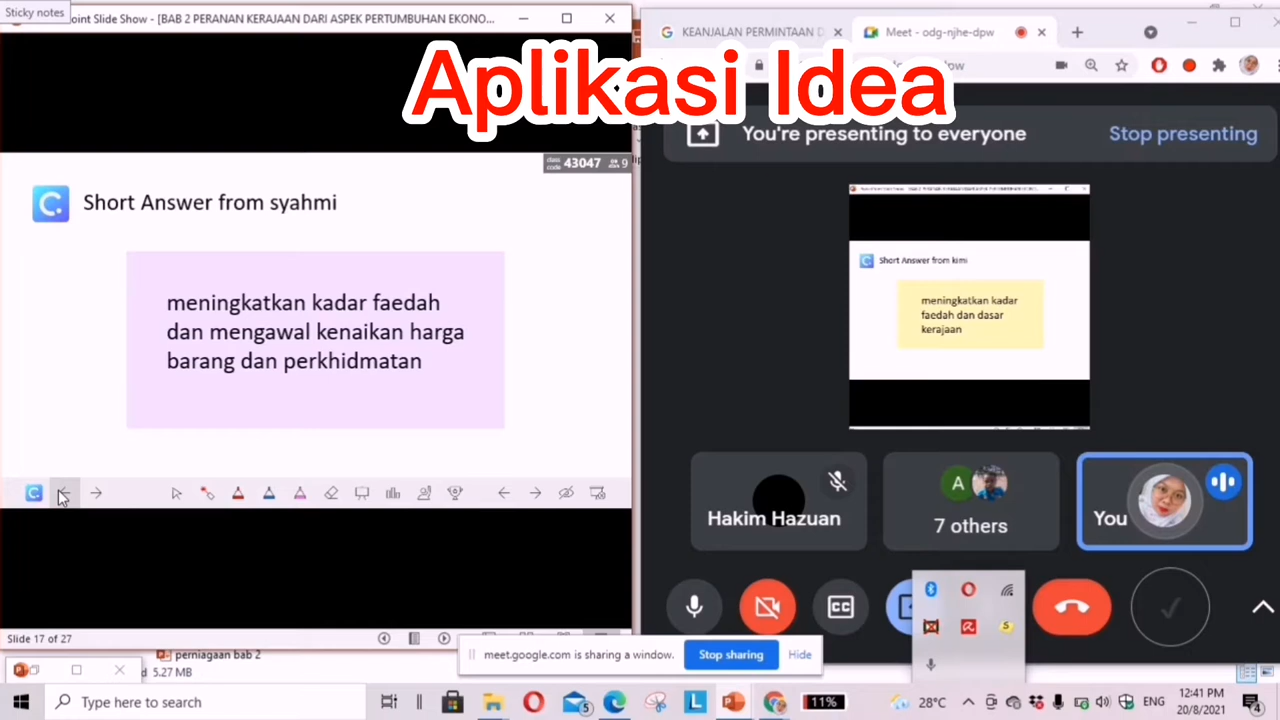 Sticky notes
oint Slide Show - [BAB 2 PERANAN KERAJAAN DARI ASPEK PERTUMBUHAN EKONO...
KEANJALAN PERMINTAAN D
Meet - odg-njhe-dpw
Aplikasi Idea
dpw
You're presenting to everyone
Stop presenting
class code 43047
9
Short Answer from syahmi
meningkatkan kadar faedah
dan mengawal kenaikan harga
barang dan perkhidmatan
Short Answer from kimi
meningkatkan kadar
faedah dan dasar
kerajaan
Hakim Hazuan
A
7 others
You
CC
Slide 17 of 27
perniagaan bab 2
5.27 MB
meet.google.com is sharing a window.
Stop sharing
Hide
Type here to search
5
L
11%
28°C
ENG
12:41 PM
20/8/2021
4